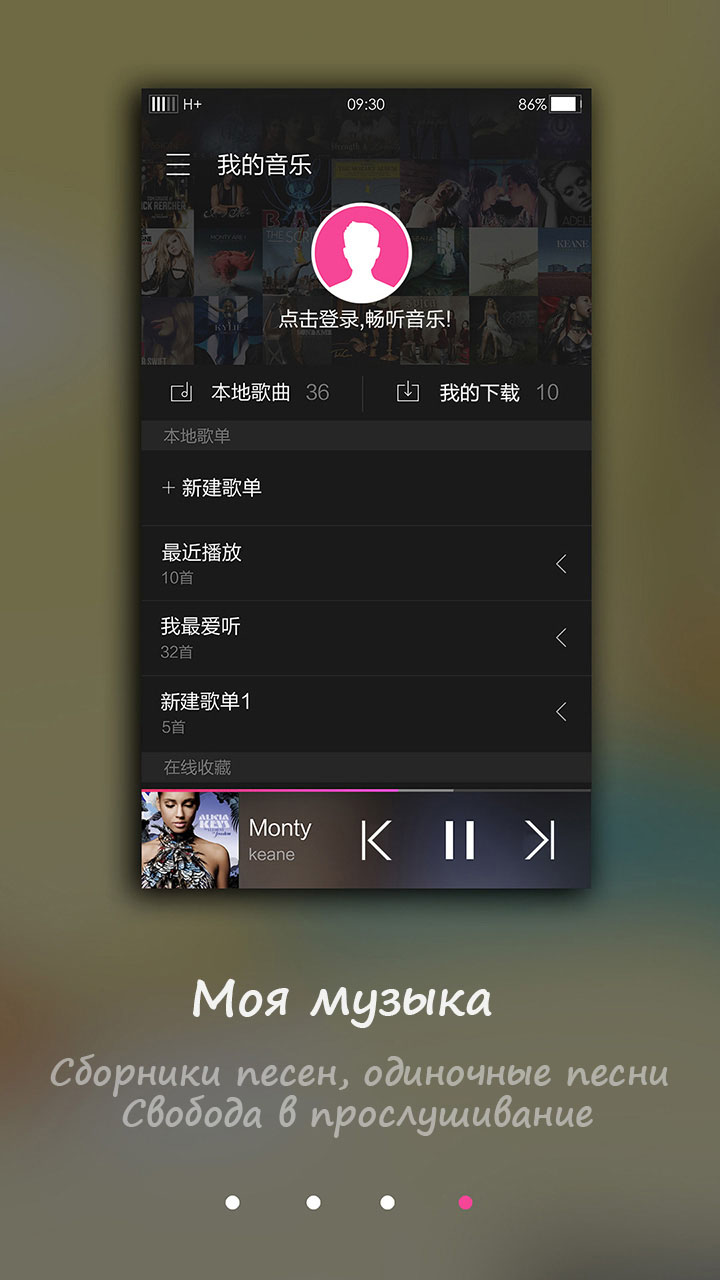 H+ 09:30 86%
我的音乐
点击登录,畅听音乐!
本地歌曲 36 我的下载 10
本地歌单
+ 新建歌单
最近播放
10首
我最爱听
32首
新建歌单1
5首
在线收藏
ALICIA
KEYS
Monty
keane
Моя музыка
Сборники песен, одиночные песни
Свобода в прослушивание